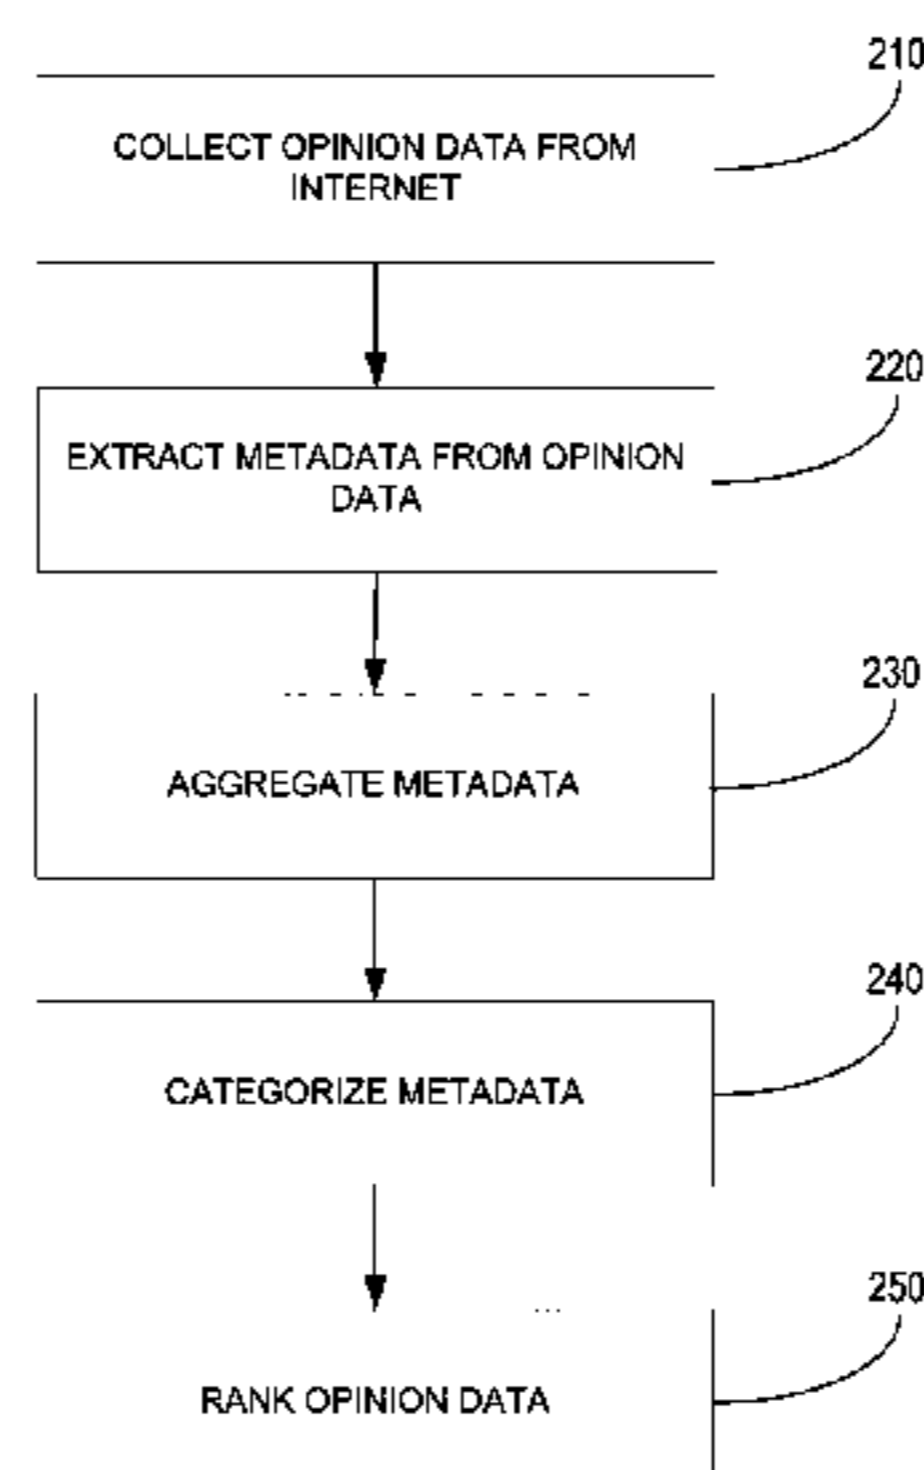 210
COLLECT OPINION DATA FROM
INTERNET
220
EXTRACT METADATA FROM OPINION
DATA
230
AGGREGATE METADATA
240
CATEGORIZE METADATA
250
RANK OPINION DATA